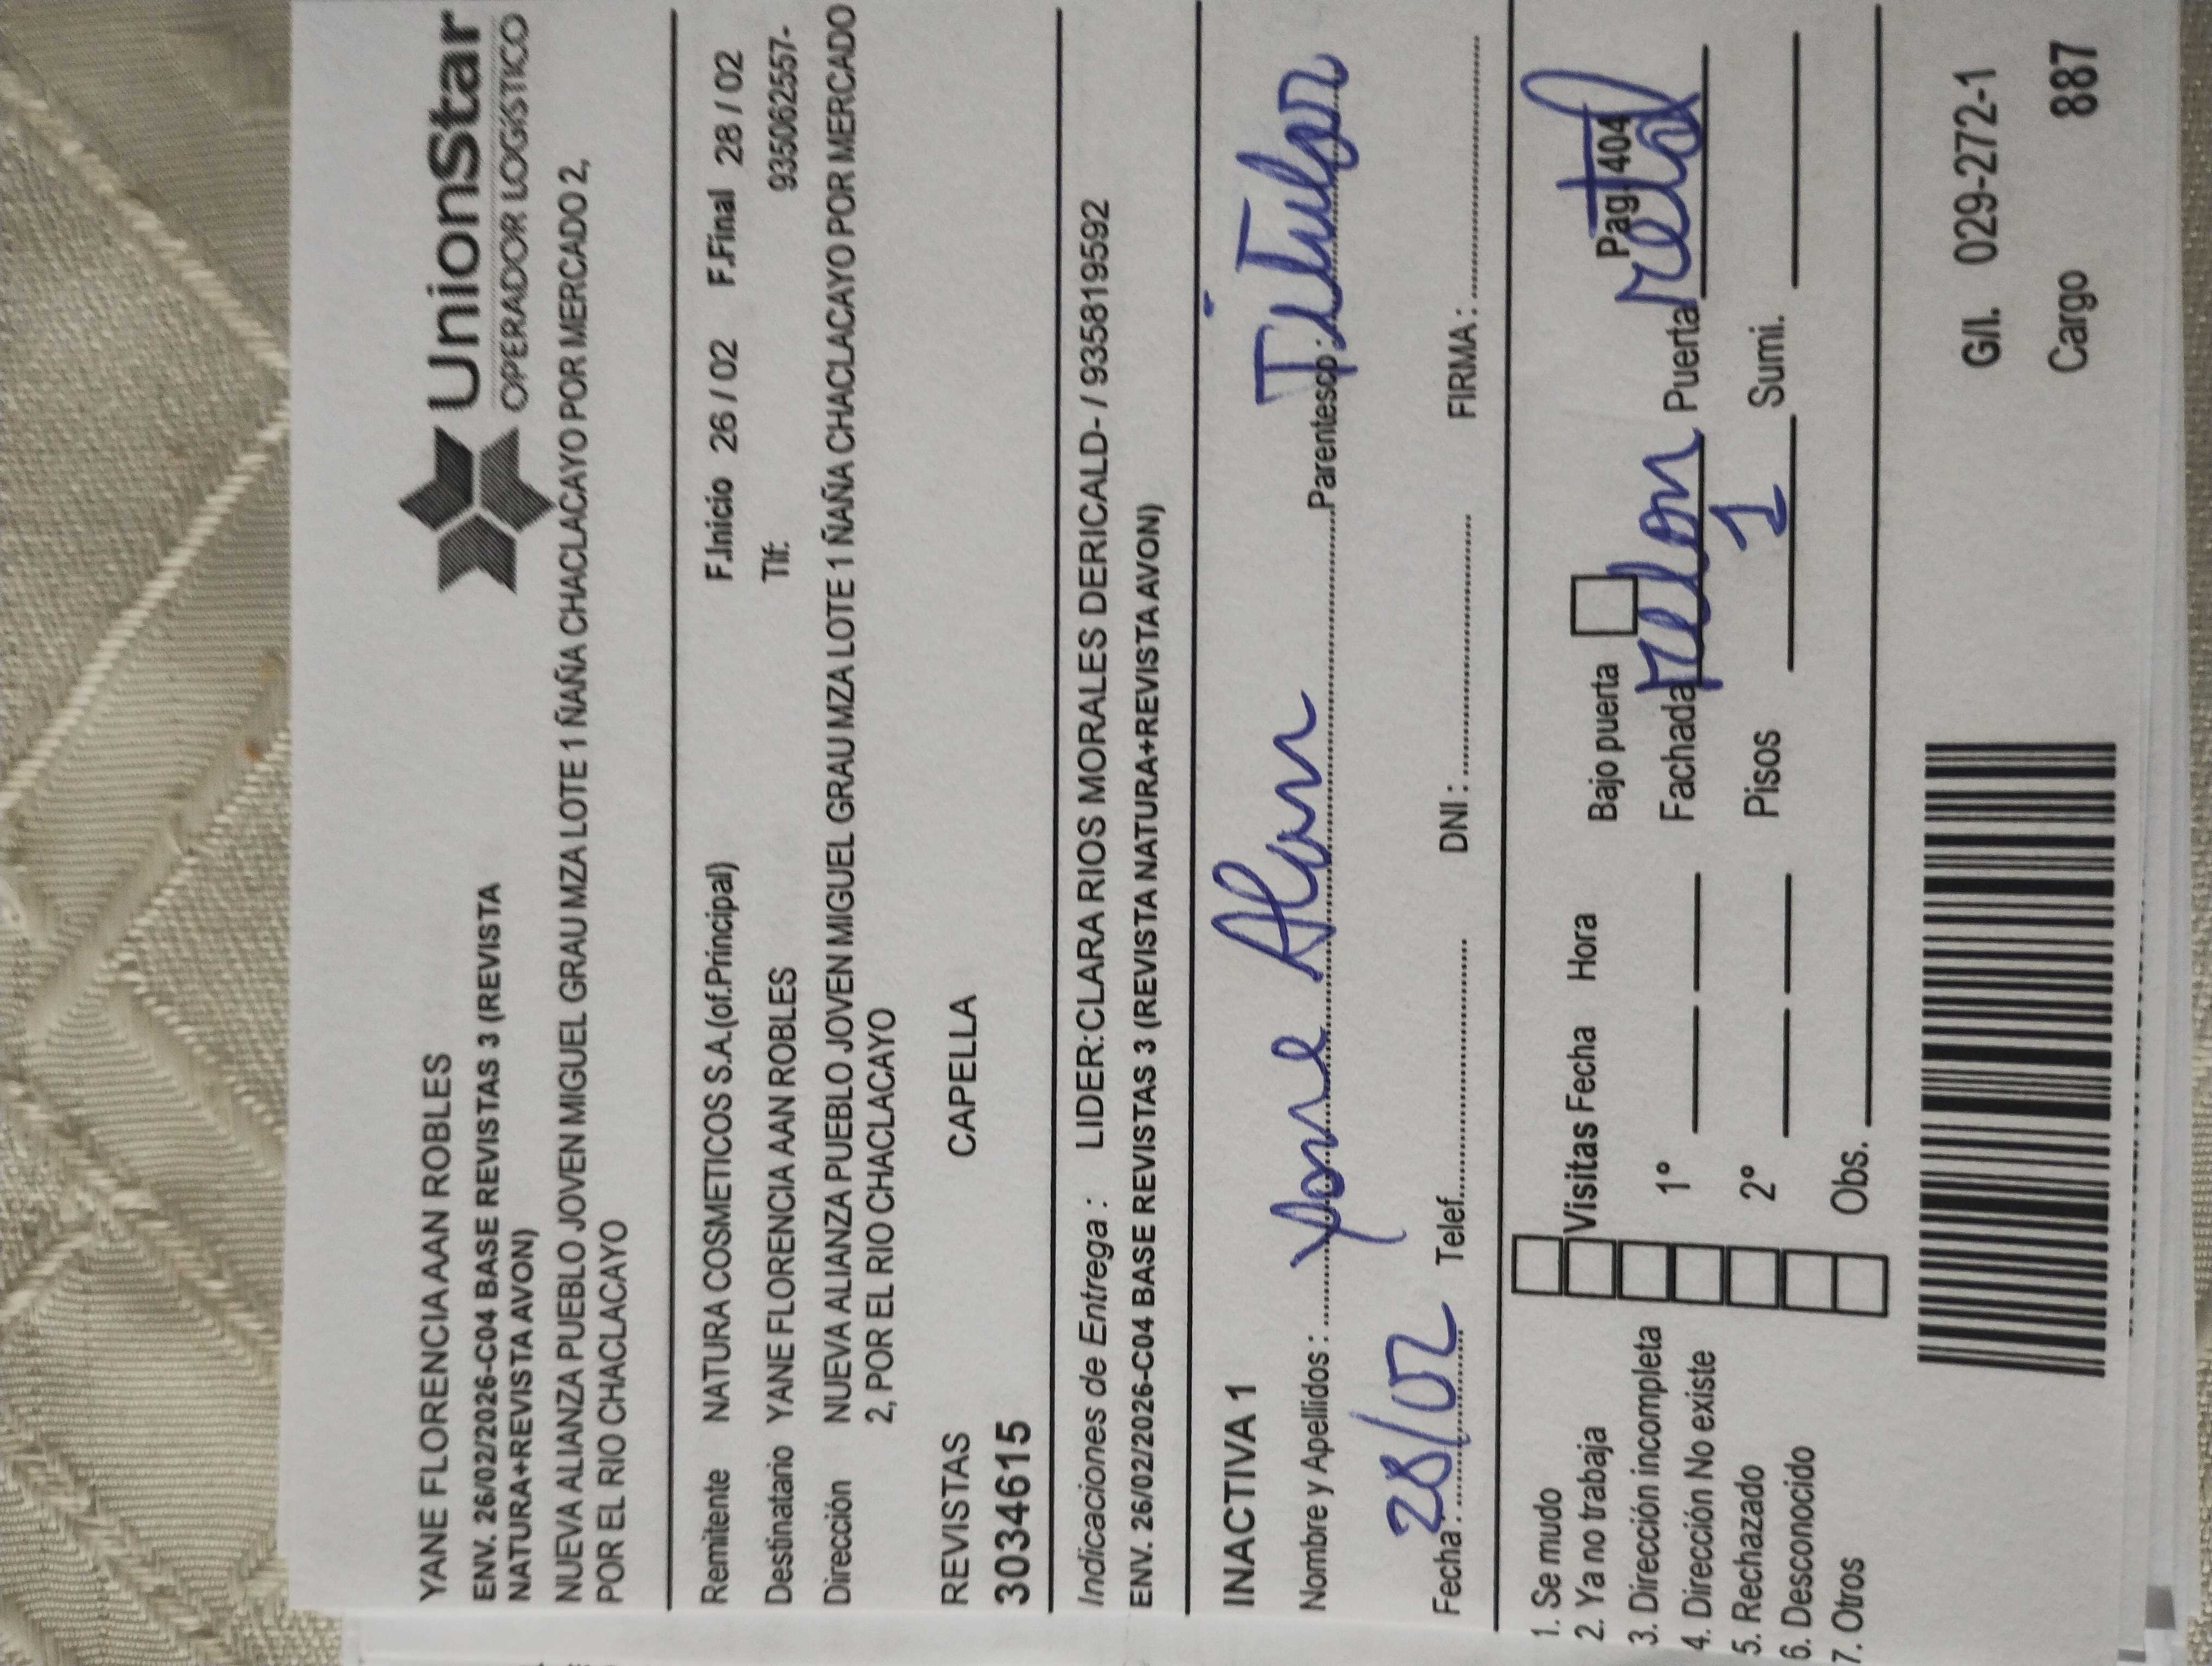 UnionStar
OPERADOR LOGÍSTICO
YANE FLORENCIA AAN ROBLES
ENV. 26/02/2026-C04 BASE REVISTAS 3 (REVISTA
NATURA+REVISTA AVON)
NUEVA ALIANZA PUEBLO JOVEN MIGUEL GRAU MZA LOTE 1 ÑAÑA CHACLACAYO POR MERCADO 2,
POR EL RIO CHACLACAYO
Remitente NATURA COSMETICOS S.A.(of.Principal) F.Inicio 26 / 02 F.Final 28 / 02
Destinatario YANE FLORENCIA AAN ROBLES Tlf: 935062557-
Dirección NUEVA ALIANZA PUEBLO JOVEN MIGUEL GRAU MZA LOTE 1 ÑAÑA CHACLACAYO POR MERCADO
2, POR EL RIO CHACLACAYO
REVISTAS CAPELLA
3034615
Indicaciones de Entrega : LIDER:CLARA RIOS MORALES DERICALD- / 935819592
ENV. 26/02/2026-C04 BASE REVISTAS 3 (REVISTA NATURA+REVISTA AVON)
INACTIVA 1
Nombre y Apellidos : Parentesco : Titular
Fecha : 28/02 Telef. DNI : FIRMA :
1. Se mudo
2. Ya no trabaja Visitas Fecha Hora Bajo puerta Pag 404
3. Dirección incompleta
4. Dirección No existe 1º Fachada Puerta
5. Rechazado
6. Desconocido 2º Pisos 1 Sumi.
7. Otros Obs.
G/I. 029-272-1
Cargo 887